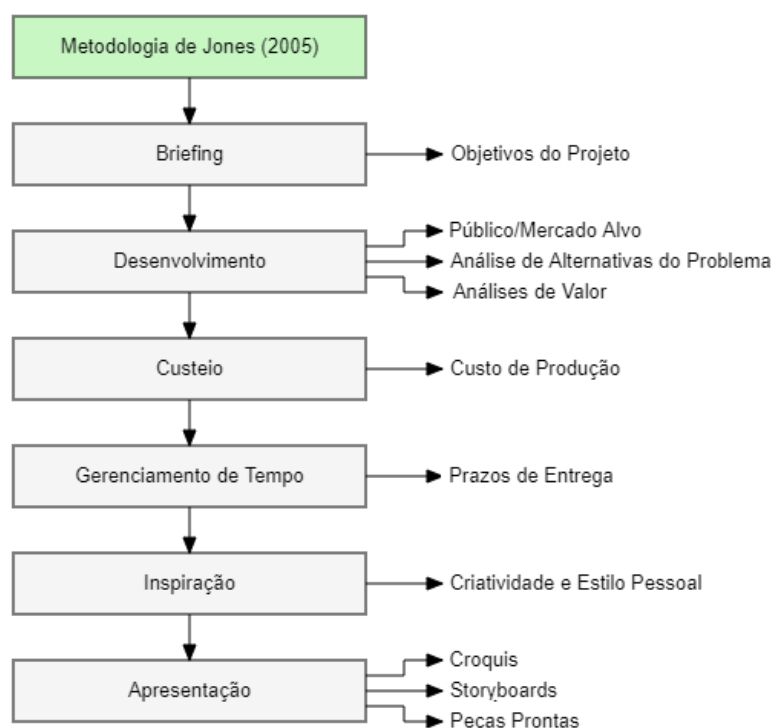 Metodologia de Jones (2005)
Briefing
Objetivos do Projeto
Desenvolvimento
Público/Mercado Alvo
Análise de Alternativas do Problema
Análises de Valor
Custeio
Custo de Produção
Gerenciamento de Tempo
Prazos de Entrega
Inspiração
Criatividade e Estilo Pessoal
Apresentação
Croquis
Storyboards
Peças Prontas